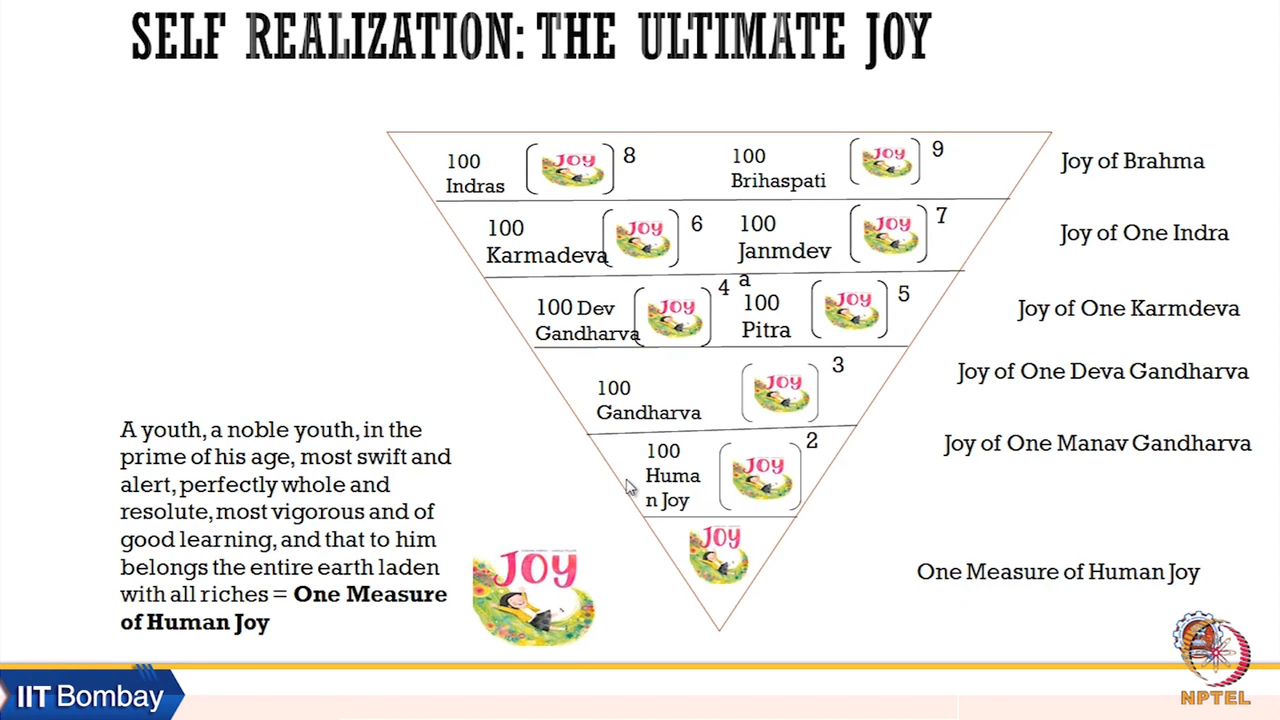 SELF REALIZATION: THE ULTIMATE JOY
100
Indras
JOY
8
100
Brihaspati
JOY
9
Joy of Brahma
100
Karmadeva
JOY
6
100
Janmdev
a
JOY
7
Joy of One Indra
100 Dev
Gandharva
JOY
4
100
Pitra
JOY
5
Joy of One Karmdeva
100
Gandharva
JOY
3
Joy of One Deva Gandharva
100
Huma
n Joy
JOY
2
Joy of One Manav Gandharva
JOY
One Measure of Human Joy
A youth, a noble youth, in the
prime of his age, most swift and
alert, perfectly whole and
resolute, most vigorous and of
good learning, and that to him
belongs the entire earth laden
with all riches = One Measure
of Human Joy
JOY
IIT Bombay
NPTEL